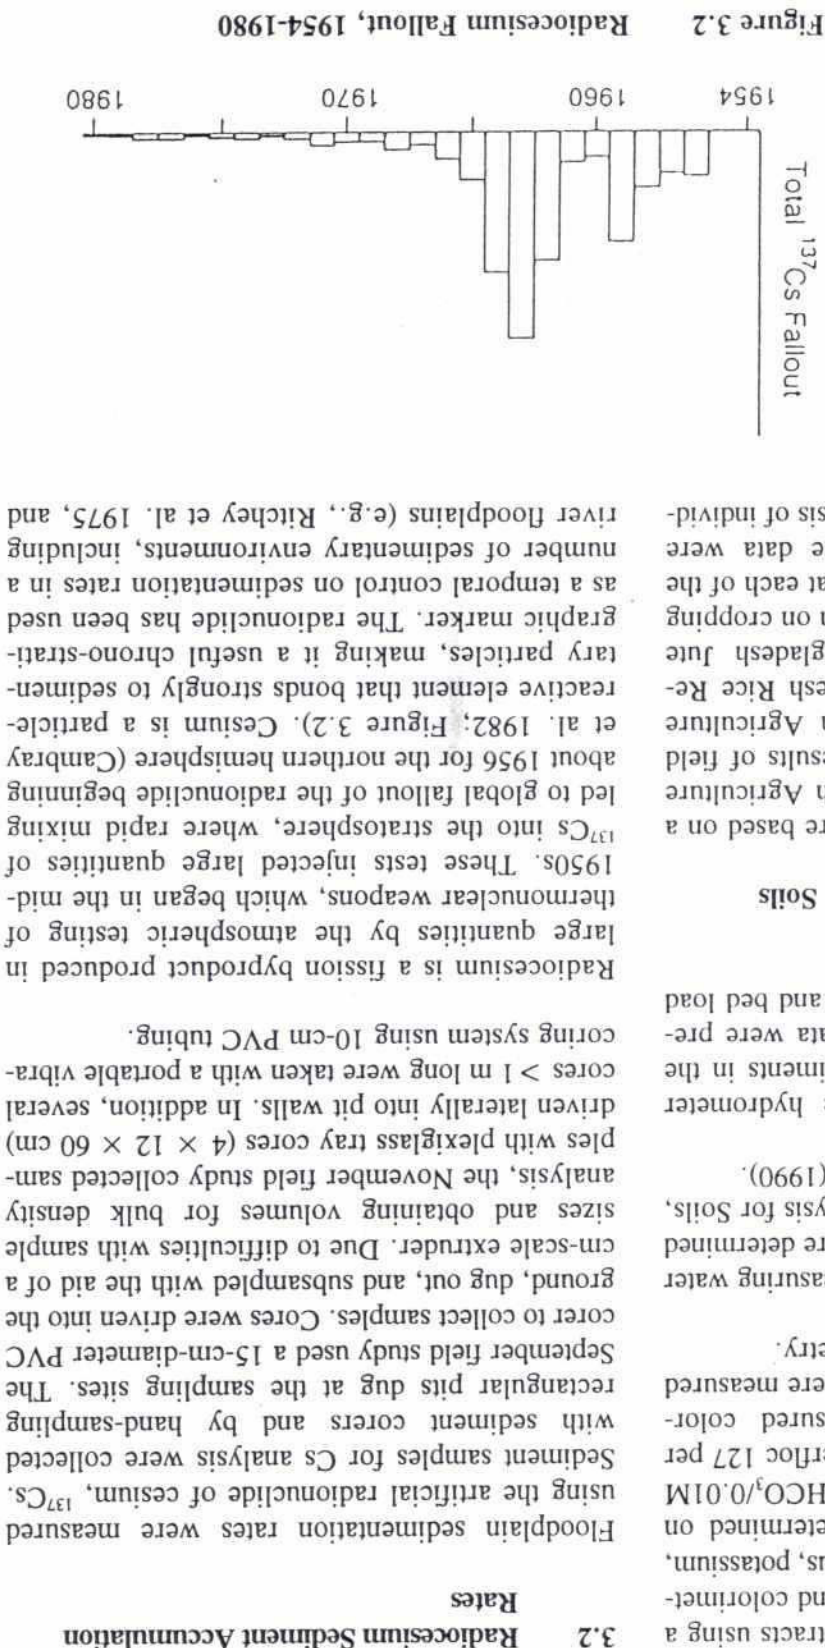 tracts using a
nd colorimet-
us, potassium,
etermined on
HCO₃/0.01M
erfloc 127 per
sured color-
ere measured
etry.
asuring water
re determined
ysis for Soils,
(1990).
e hydrometer
iments in the
ata were pre-
and bed load
Soils
re based on a
n Agriculture
esults of field
n Agriculture
esh Rice Re-
gladesh Jute
n on cropping
at each of the
e data were
sis of individ-
3.2 Radiocesium Sediment Accumulation
Rates
Floodplain sedimentation rates were measured
using the artificial radionuclide of cesium, ¹³⁷Cs.
Sediment samples for Cs analysis were collected
with sediment corers and by hand-sampling
rectangular pits dug at the sampling sites. The
September field study used a 15-cm-diameter PVC
corer to collect samples. Cores were driven into the
ground, dug out, and subsampled with the aid of a
cm-scale extruder. Due to difficulties with sample
sizes and obtaining volumes for bulk density
analysis, the November field study collected sam-
ples with plexiglass tray cores (4 × 12 × 60 cm)
driven laterally into pit walls. In addition, several
cores > 1 m long were taken with a portable vibra-
coring system using 10-cm PVC tubing.
Radiocesium is a fission byproduct produced in
large quantities by the atmospheric testing of
thermonuclear weapons, which began in the mid-
1950s. These tests injected large quantities of
¹³⁷Cs into the stratosphere, where rapid mixing
led to global fallout of the radionuclide beginning
about 1956 for the northern hemisphere (Cambray
et al. 1982; Figure 3.2). Cesium is a particle-
reactive element that bonds strongly to sedimen-
tary particles, making it a useful chrono-strati-
graphic marker. The radionuclide has been used
as a temporal control on sedimentation rates in a
number of sedimentary environments, including
river floodplains (e.g., Ritchey et al. 1975, and
Total ¹³⁷Cs Fallout
1954 1960 1970 1980
Figure 3.2 Radiocesium Fallout, 1954-1980